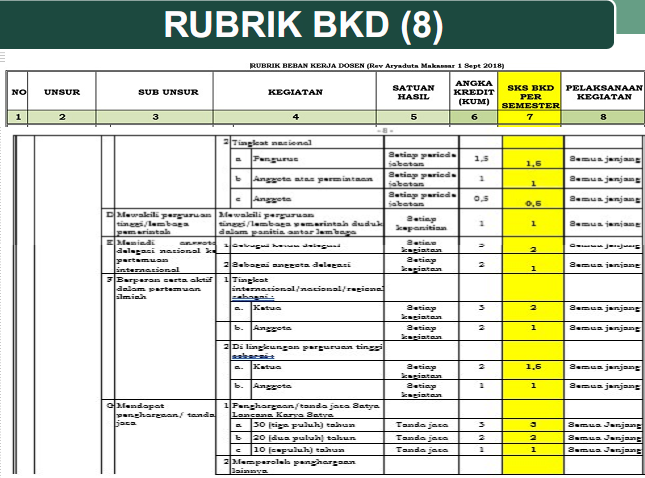 RUBRIK BKD (8)
RUBRIK BEBAN KERJA DOSEN (Rev Aryaduta Makassar 1 Sept 2018)
NO UNSUR SUB UNSUR KEGIATAN SATUAN HASIL ANGKA KREDIT (KUM) SKS BKD PER SEMESTER PELAKSANAAN KEGIATAN
1 2 3 4 5 6 7 8
- 8 -
2 Tingkat nasional
a Pengurus Setiap periode jabatan 1,5 1,5 Semua jenjang
b Anggota atas permintaan Setiap periode jabatan 1 1 Semua jenjang
c Anggota Setiap periode jabatan 0,5 0,5 Semua jenjang
D Mewakili perguruan tinggi/lembaga pemerintah Mewakili perguruan tinggi/lembaga pemerintah duduk dalam panitia antar lembaga Setiap kepanitian 1 1 Semua jenjang
E Menjadi anggota delegasi nasional ke pertemuan internasional 1 Sebagai ketua delegasi Setiap kegiatan 3 2 Semua jenjang
2 Sebagai anggota delegasi Setiap kegiatan 2 1 Semua jenjang
F Berperan serta aktif dalam pertemuan ilmiah 1 Tingkat internasional/nasional/regional sebagai :
a. Ketua Setiap kegiatan 3 2 Semua jenjang
b. Anggota Setiap kegiatan 2 1 Semua jenjang
2 Di lingkungan perguruan tinggi sebagai :
a. Ketua Setiap kegiatan 2 1,5 Semua jenjang
b. Anggota Setiap kegiatan 1 1 Semua jenjang
G Mendapat penghargaan/ tanda jasa 1 Penghargaan/tanda jasa Satya Lancana Karya Satya
a 30 (tiga puluh) tahun Tanda jasa 3 3 Semua Jenjang
b 20 (dua puluh) tahun Tanda jasa 2 2 Semua Jenjang
c 10 (sepuluh) tahun Tanda jasa 1 1 Semua Jenjang
2 Memperoleh penghargaan lainnya